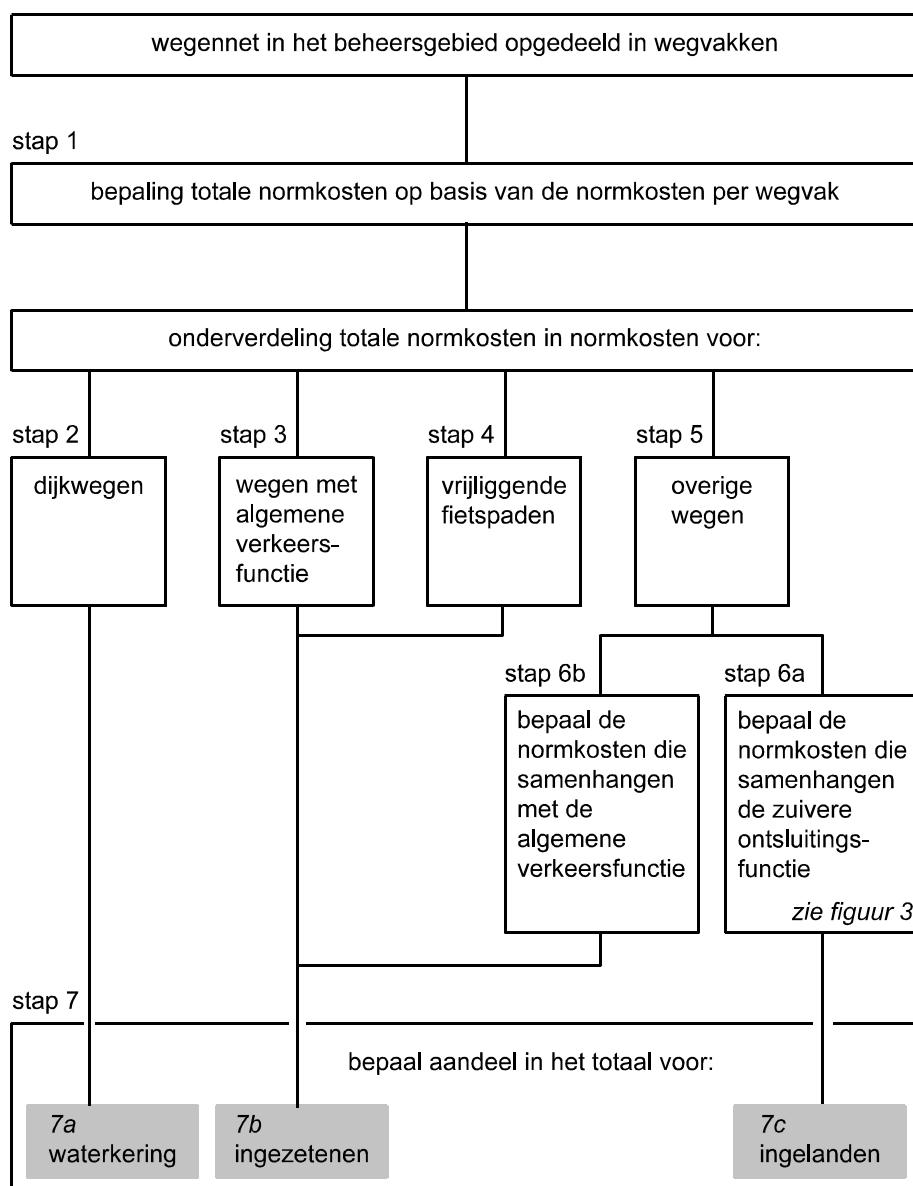 wegennet in het beheersgebied opgedeeld in wegvakken
stap 1
bepaling totale normkosten op basis van de normkosten per wegvak
onderverdeling totale normkosten in normkosten voor:
stap 2
dijkwegen
stap 3
wegen met
algemene
verkeers-
functie
stap 4
vrijliggende
fietspaden
stap 5
overige
wegen
stap 6b
bepaal de
normkosten die
samenhangen
met de
algemene
verkeersfunctie
stap 6a
bepaal de
normkosten die
samenhangen
de zuivere
ontsluitings-
functie
zie figuur 3
stap 7
bepaal aandeel in het totaal voor:
7a
waterkering
7b
ingezetenen
7c
ingelanden